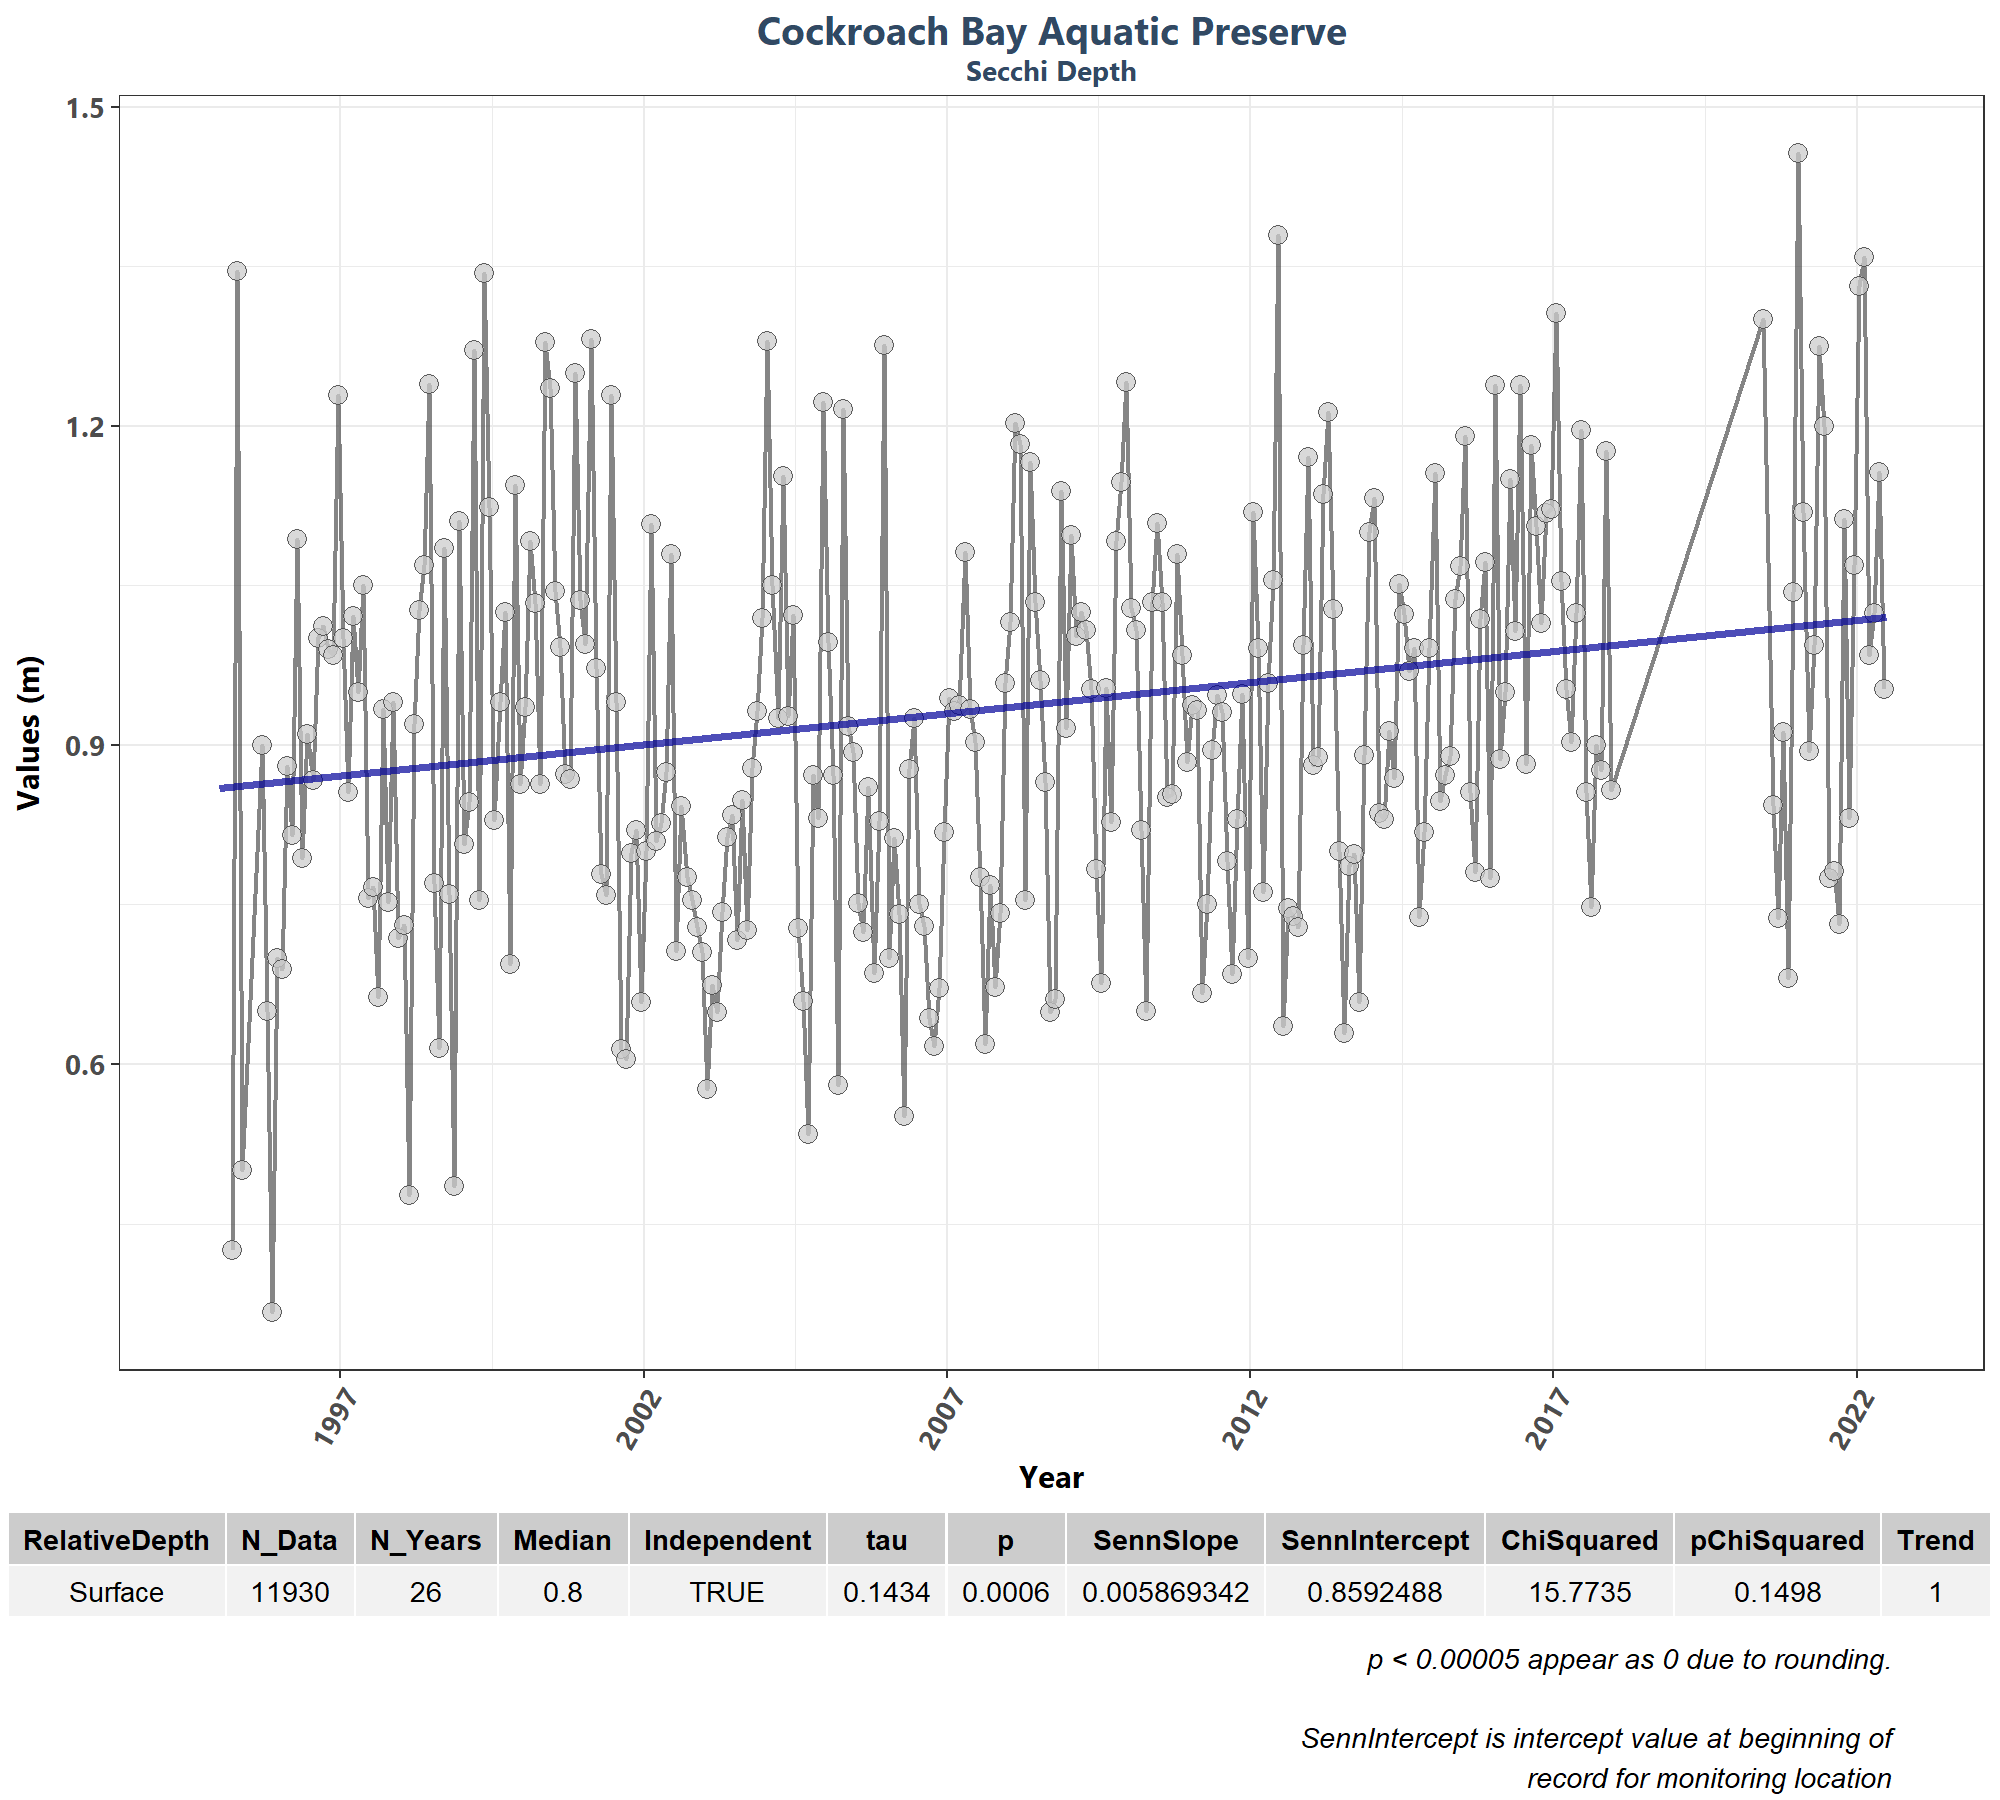 Cockroach Bay Aquatic Preserve
Secchi Depth
1.5
1.2
0.9
0.6
Values (m)
1997 2002 2007 2012 2017 2022
Year
RelativeDepth N_Data N_Years Median Independent tau p SennSlope SennIntercept ChiSquared pChiSquared Trend
Surface 11930 26 0.8 TRUE 0.1434 0.0006 0.005869342 0.8592488 15.7735 0.1498 1
p < 0.00005 appear as 0 due to rounding.
SennIntercept is intercept value at beginning of
record for monitoring location